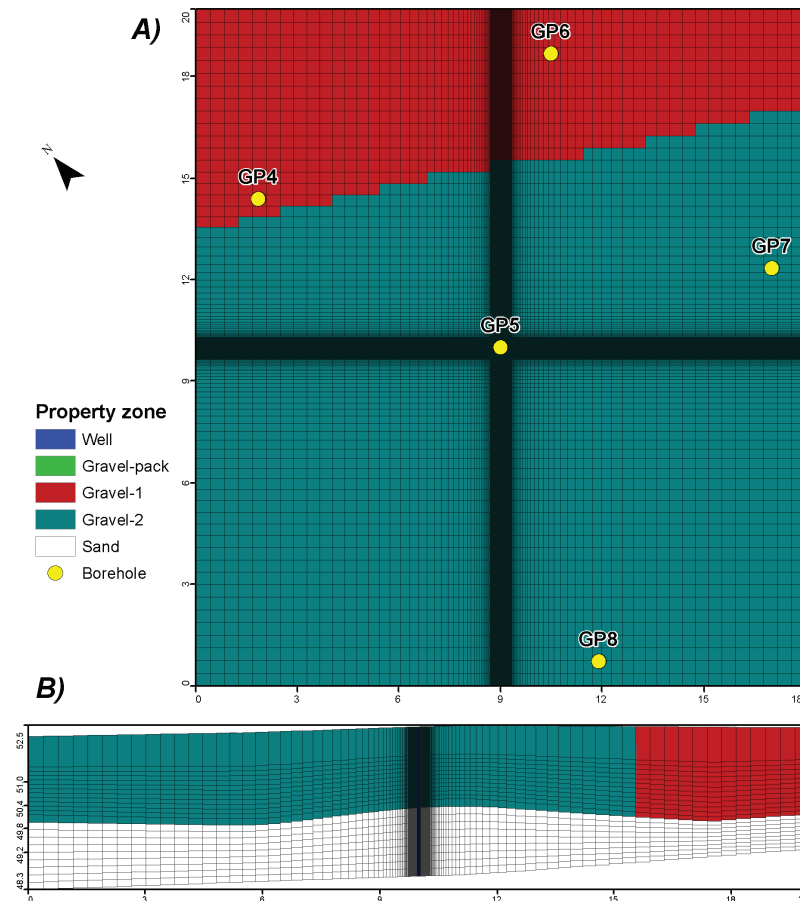 A)
20
GP6
18
N
GP4
15
GP7
12
GP5
9
Property zone
Well
Gravel-pack
6
Gravel-1
Gravel-2
Sand
Borehole
3
GP8
0
0 3 6 9 12 15 18
B)
52.5
51.0
50.4
49.8
49.2
48.3
0 3 6 9 12 15 18